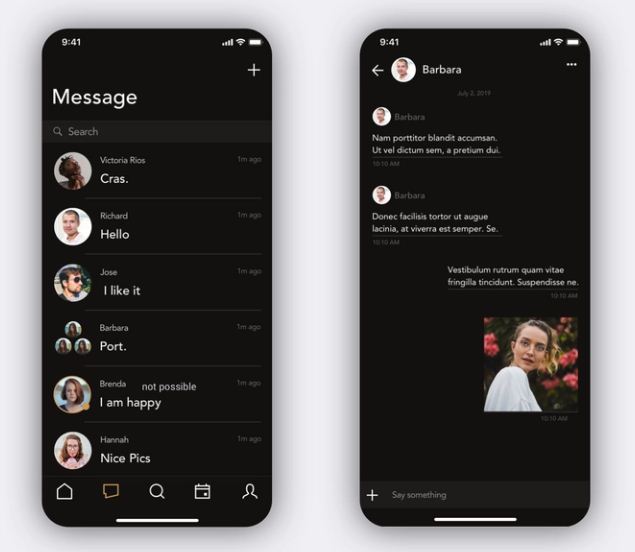 9:41
Message
Search
Victoria Rios 1m ago
Cras.
Richard 1m ago
Hello
Jose 1m ago
I like it
Barbara 1m ago
Port.
Brenda not possible 1m ago
I am happy
Hannah 1m ago
Nice Pics
9:41
Barbara
July 2, 2019
Barbara
Nam porttitor blandit accumsan.
Ut vel dictum sem, a pretium dui.
10:10 AM
Barbara
Donec facilisis tortor ut augue
lacinia, at viverra est semper. Se.
10:10 AM
Vestibulum rutrum quam vitae
fringilla tincidunt. Suspendisse ne.
10:10 AM
10:10 AM
Say something